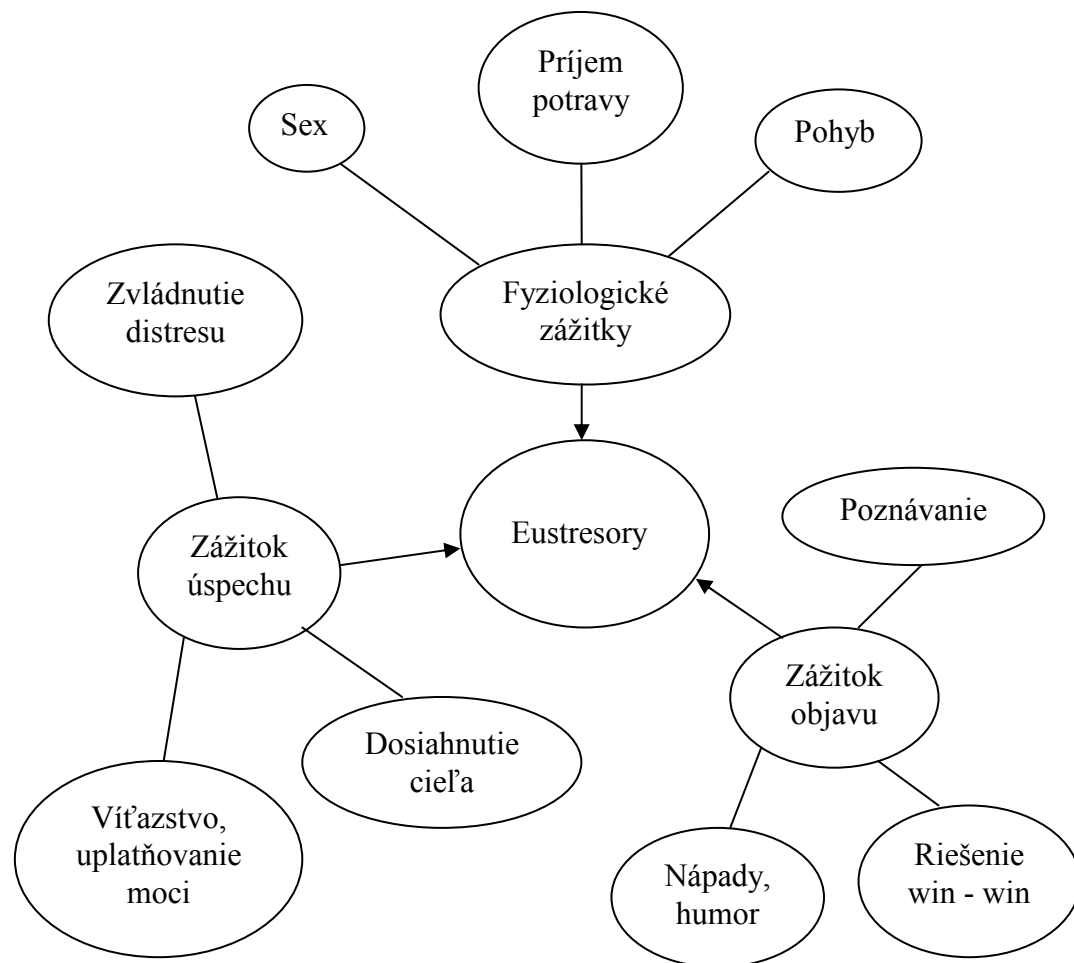 Príjem
potravy
Sex
Pohyb
Zvládnutie
distresu
Fyziologické
zážitky
Poznávanie
Eustresory
Zážitok
úspechu
Zážitok
objavu
Dosiahnutie
cieľa
Víťazstvo,
uplatňovanie
moci
Nápady,
humor
Riešenie
win - win